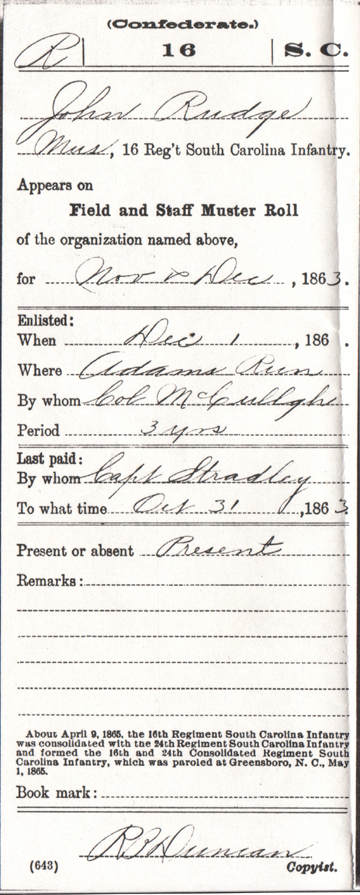 (Confederate.)
R | 16 | S. C.
John Rudge
Mus, 16 Reg't South Carolina Infantry.
Appears on
Field and Staff Muster Roll
of the organization named above,
for Nov & Dec, 1863.
Enlisted:
When Dec 1, 186 .
Where Adams Run
By whom Col McCullghi
Period 3 yrs
Last paid:
By whom Capt Stradley
To what time Oct 31, 1863
Present or absent Present
Remarks:
About April 9, 1865, the 16th Regiment South Carolina Infantry
was consolidated with the 24th Regiment South Carolina Infantry
and formed the 16th and 24th Consolidated Regiment South
Carolina Infantry, which was paroled at Greensboro, N. C., May
1, 1865.
Book mark:
R B Duncan
(643) Copyist.